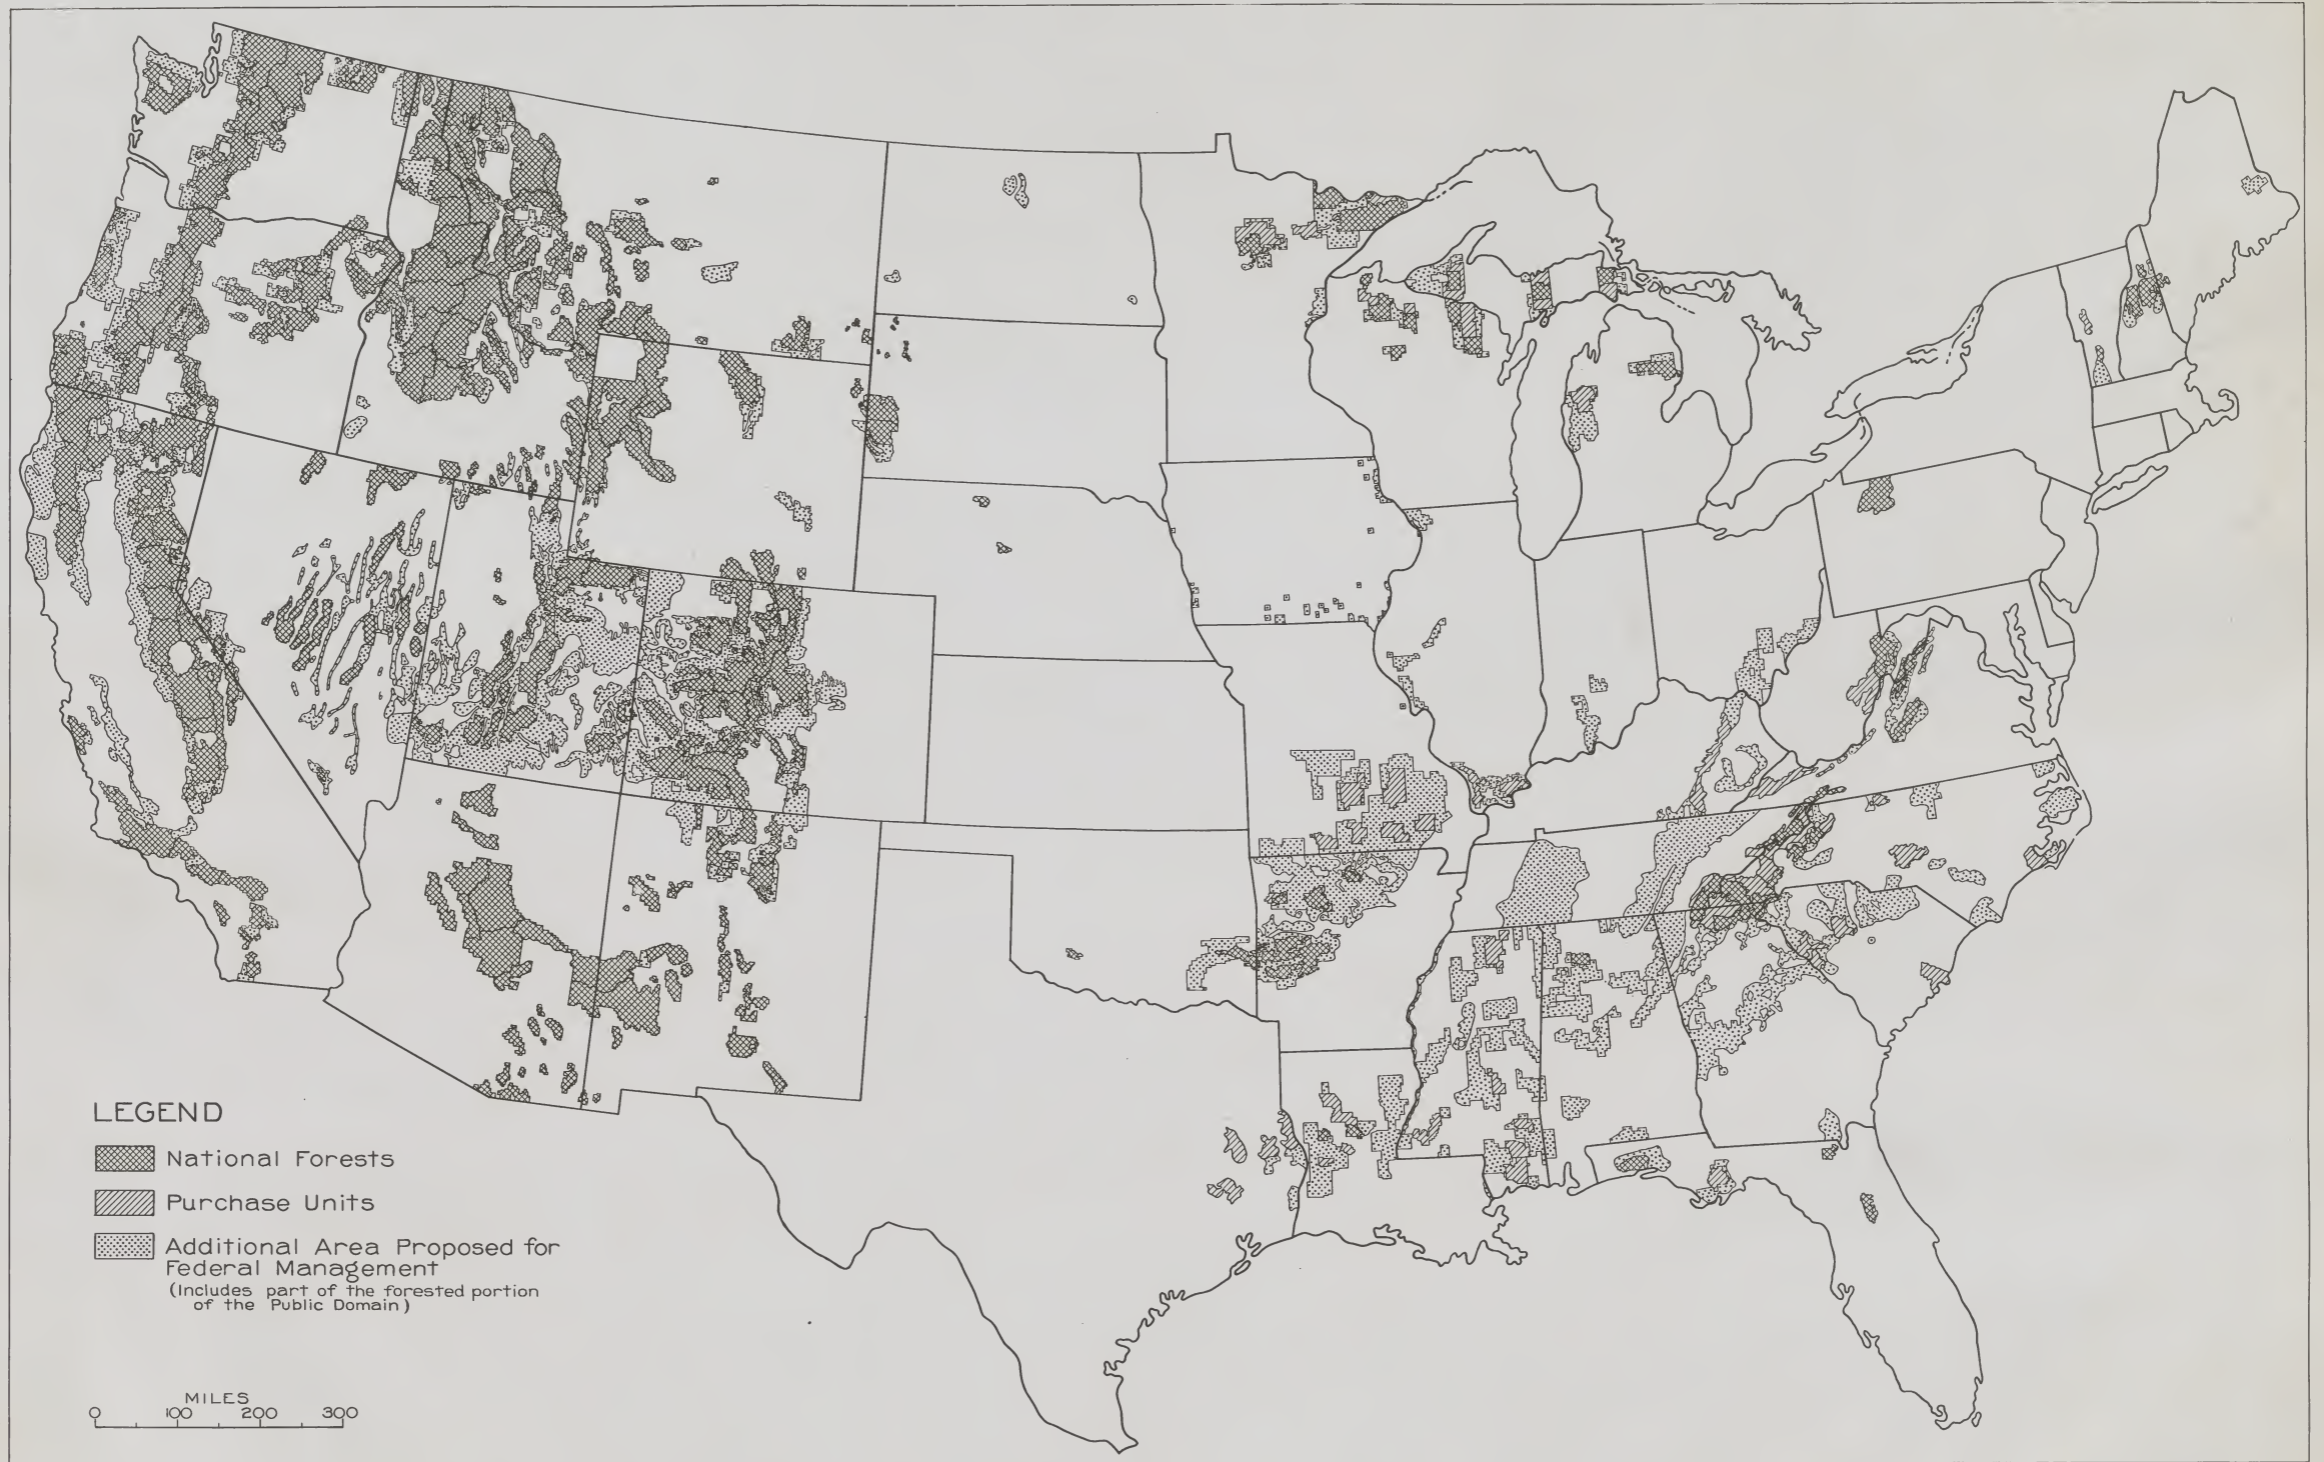 LEGEND
National Forests
Purchase Units
Additional Area Proposed for
Federal Management
(Includes part of the forested portion
of the Public Domain)
MILES
0 100 200 300